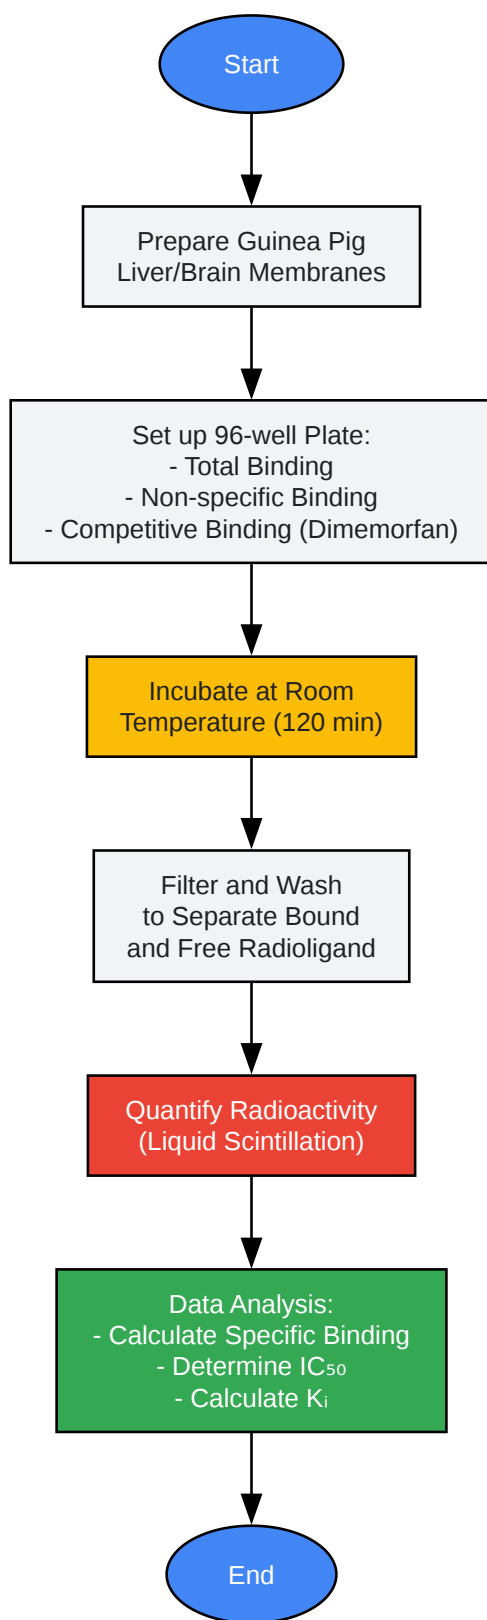 Start
Prepare Guinea Pig
Liver/Brain Membranes
Set up 96-well Plate:
- Total Binding
- Non-specific Binding
- Competitive Binding (Dimemorfan)
Incubate at Room
Temperature (120 min)
Filter and Wash
to Separate Bound
and Free Radioligand
Quantify Radioactivity
(Liquid Scintillation)
Data Analysis:
- Calculate Specific Binding
- Determine IC₅₀
- Calculate Kᵢ
End